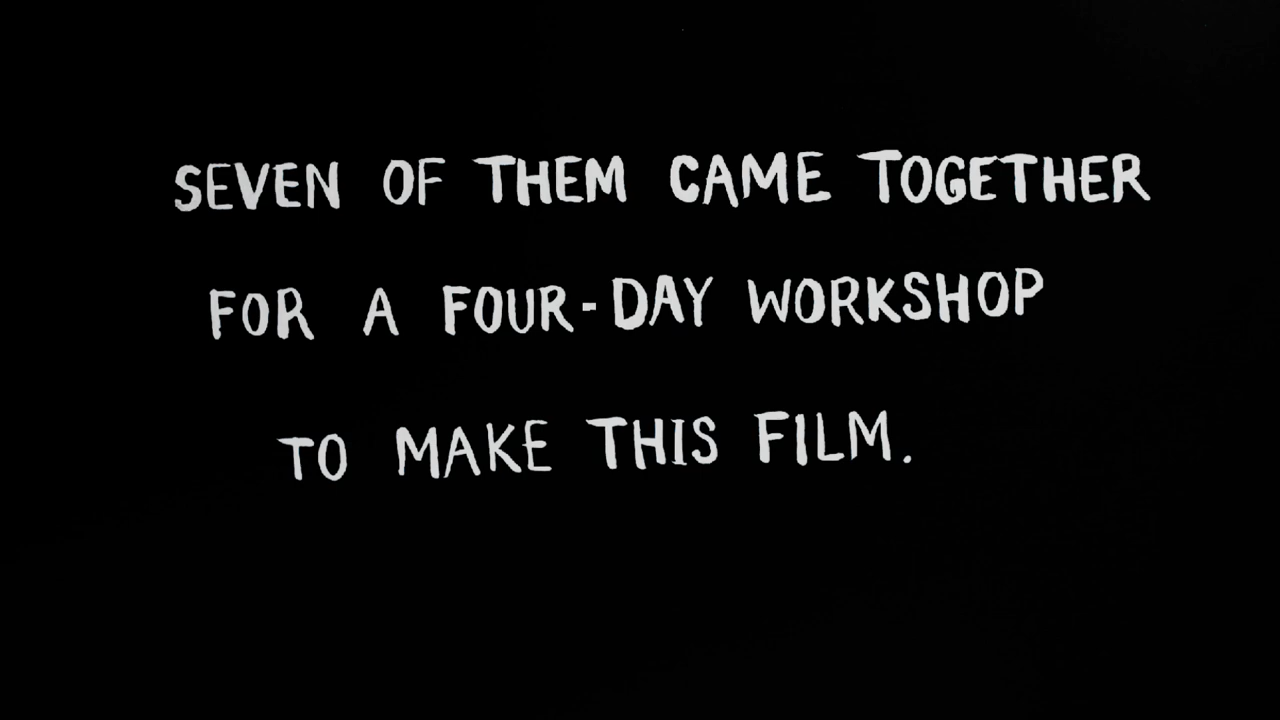 SEVEN OF THEM CAME TOGETHER
FOR A FOUR-DAY WORKSHOP
TO MAKE THIS FILM.